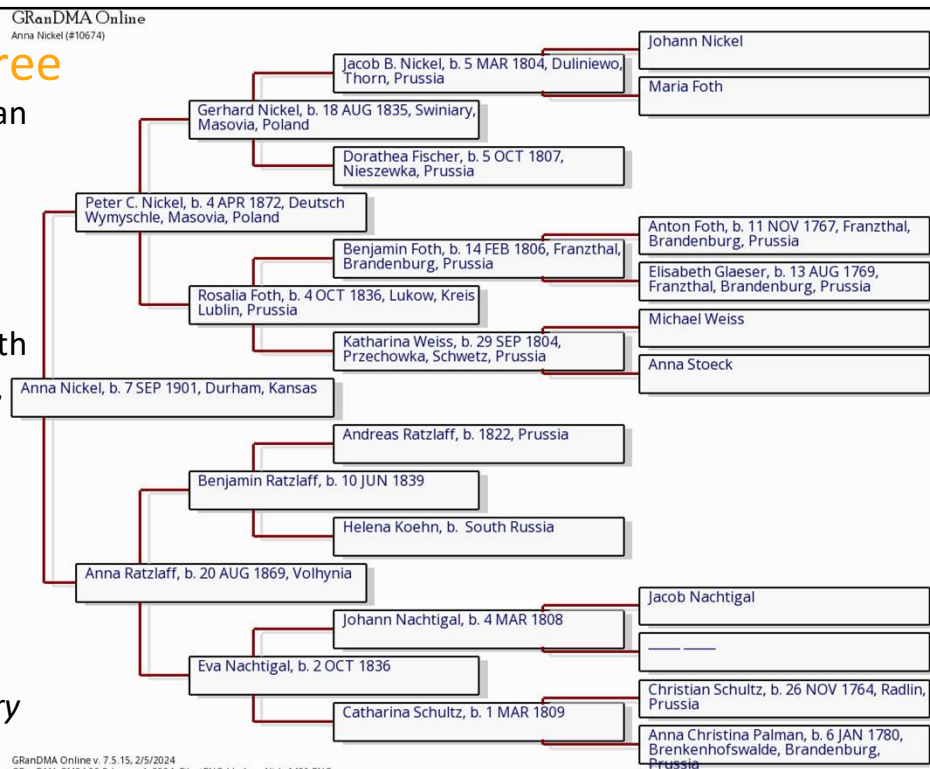 GRanDMA Online
Anna Nickel (#10674)
ree
an
th
ry
Johann Nickel
Jacob B. Nickel, b. 5 MAR 1804, Duliniewo,
Thorn, Prussia
Maria Foth
Gerhard Nickel, b. 18 AUG 1835, Swiniary,
Masovia, Poland
Dorathea Fischer, b. 5 OCT 1807,
Nieszewka, Prussia
Peter C. Nickel, b. 4 APR 1872, Deutsch
Wymyschle, Masovia, Poland
Anton Foth, b. 11 NOV 1767, Franzthal,
Brandenburg, Prussia
Benjamin Foth, b. 14 FEB 1806, Franzthal,
Brandenburg, Prussia
Elisabeth Glaeser, b. 13 AUG 1769,
Franzthal, Brandenburg, Prussia
Rosalia Foth, b. 4 OCT 1836, Lukow, Kreis
Lublin, Prussia
Michael Weiss
Katharina Weiss, b. 29 SEP 1804,
Przechowka, Schwetz, Prussia
Anna Stoeck
Anna Nickel, b. 7 SEP 1901, Durham, Kansas
Andreas Ratzlaff, b. 1822, Prussia
Benjamin Ratzlaff, b. 10 JUN 1839
Helena Koehn, b. South Russia
Anna Ratzlaff, b. 20 AUG 1869, Volhynia
Jacob Nachtigal
Johann Nachtigal, b. 4 MAR 1808
—— ——
Eva Nachtigal, b. 2 OCT 1836
Christian Schultz, b. 26 NOV 1764, Radlin,
Prussia
Catharina Schultz, b. 1 MAR 1809
Anna Christina Palman, b. 6 JAN 1780,
Brenkenhofswalde, Brandenburg,
Prussia
GRanDMA Online v. 7.5.15, 2/5/2024